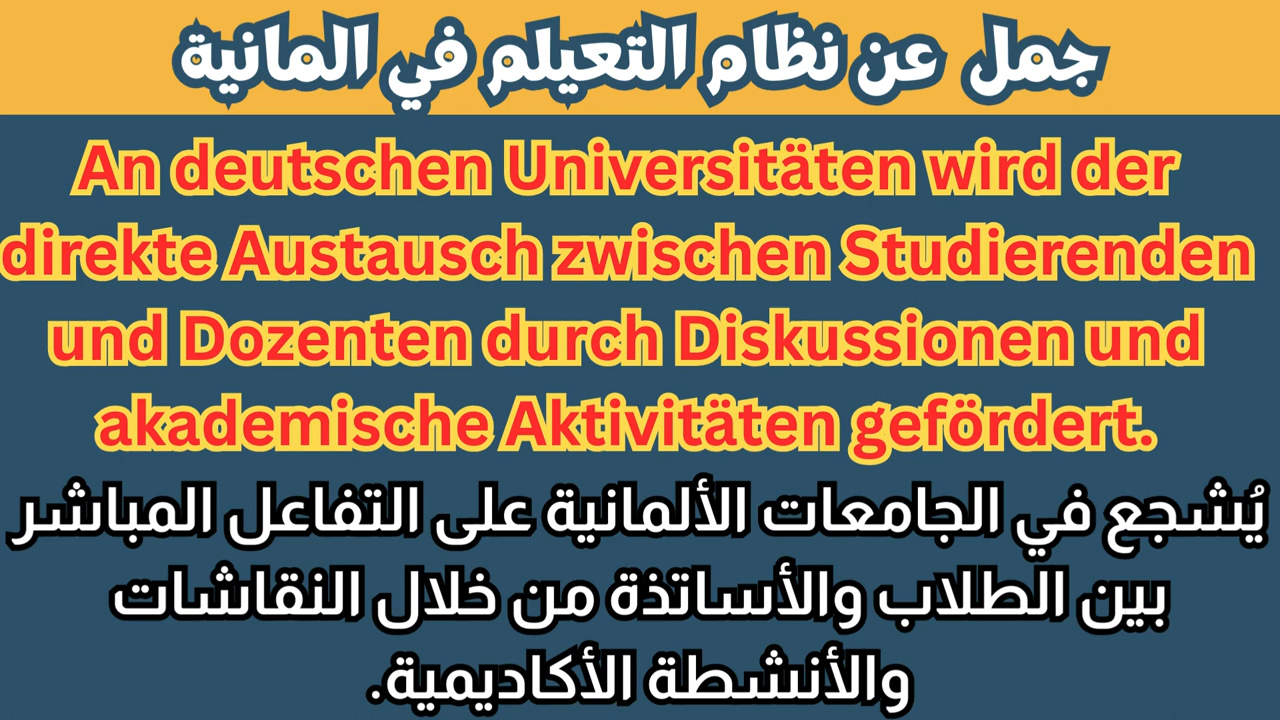 جمل عن نظام التعيلم في المانية
An deutschen Universitäten wird der
direkte Austausch zwischen Studierenden
und Dozenten durch Diskussionen und
akademische Aktivitäten gefördert.
يُشجع في الجامعات الألمانية على التفاعل المباشر
بين الطلاب والأساتذة من خلال النقاشات
والأنشطة الأكاديمية.